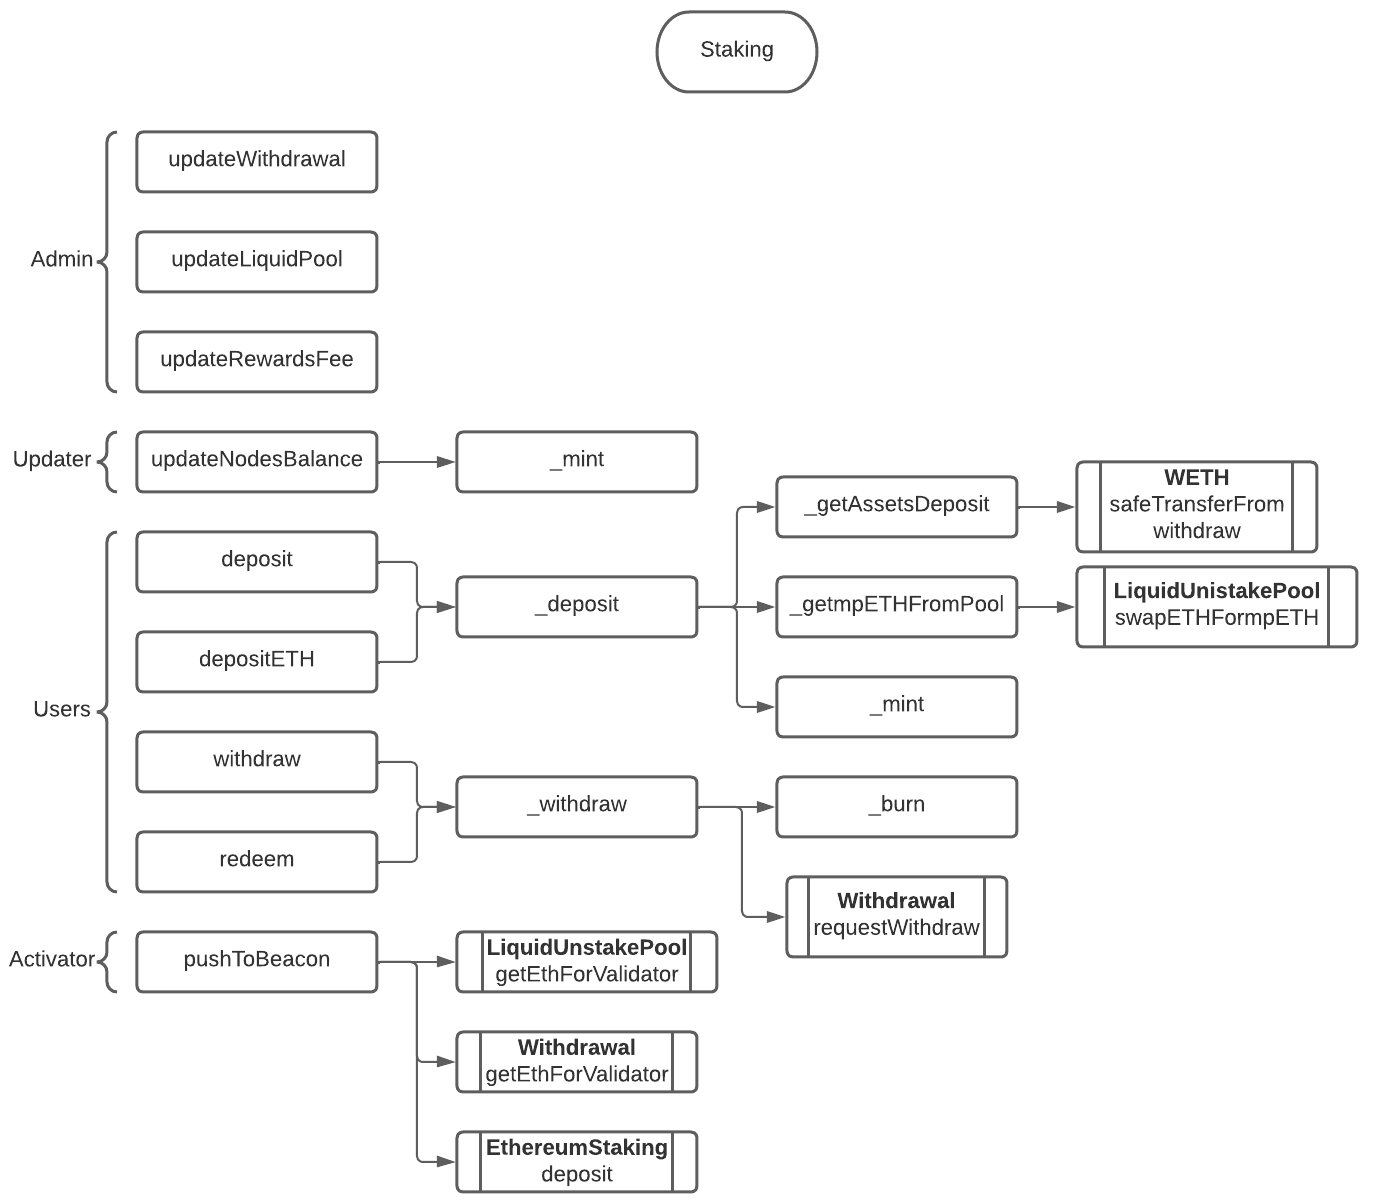 Staking
Admin
updateWithdrawal
updateLiquidPool
updateRewardsFee
Updater
updateNodesBalance
_mint
Users
deposit
depositETH
_deposit
_getAssetsDeposit
WETH
safeTransferFrom
withdraw
_getmpETHFromPool
LiquidUnistakePool
swapETHFormpETH
_mint
withdraw
redeem
_withdraw
_burn
Withdrawal
requestWithdraw
Activator
pushToBeacon
LiquidUnstakePool
getEthForValidator
Withdrawal
getEthForValidator
EthereumStaking
deposit